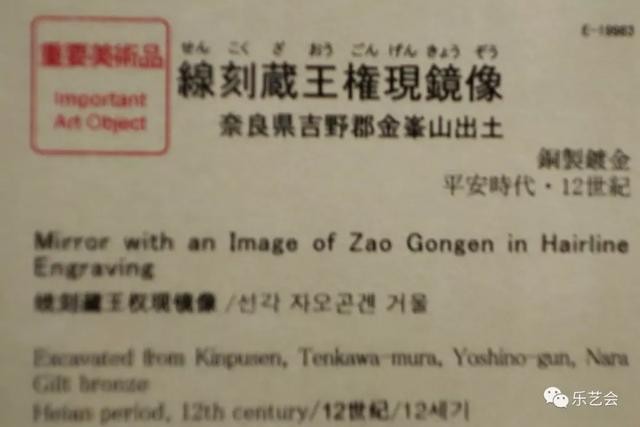 E-19983
重要美術品
Important
Art Object
せん こく ざ おう ごん げん きょう ぞう
線刻蔵王権現鏡像
奈良県吉野郡金峯山出土
銅製鍍金
平安時代・12世紀
Mirror with an Image of Zao Gongen in Hairline
Engraving
线刻藏王权现镜像 /선각 자오곤겐 거울
Excavated from Kinpusen, Tenkawa-mura, Yoshino-gun, Nara
Gilt bronze
Heian period, 12th century/12世紀/12세기
乐艺会